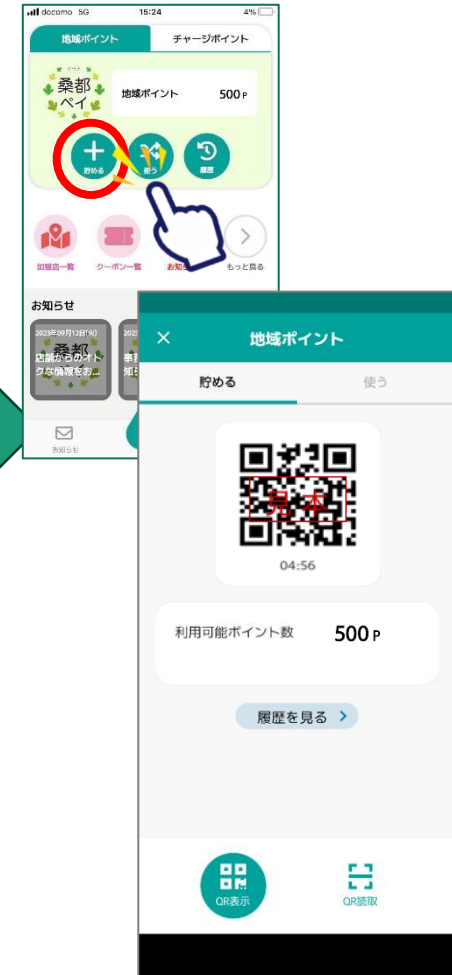 docomo 5G 15:24 4%
地域ポイント チャージポイント
桑都
ペイ
地域ポイント 500 P
貯める 使う 履歴
加盟店一覧 クーポン一覧 お知ら もっと見る
お知らせ
2023年09月12日(火)
店舗からのオト
クな情報をお...
お知らせ
× 地域ポイント
貯める 使う
見本
04:56
利用可能ポイント数 500 P
履歴を見る >
QR表示 QR読取